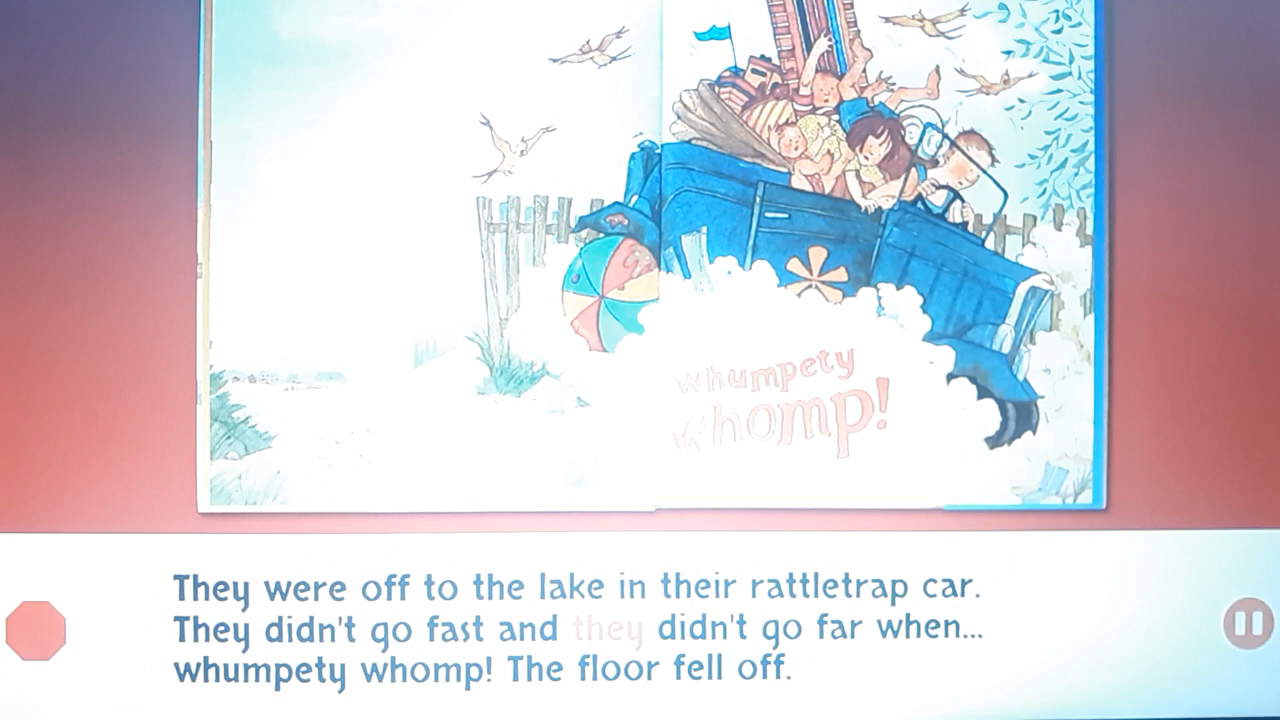 whumpety
whomp!
They were off to the lake in their rattletrap car.
They didn't go fast and they didn't go far when...
whumpety whomp! The floor fell off.